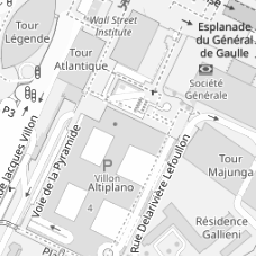 Wall Street
Institute
Tour
Légende
Esplanade
du Général
de Gaulle
Tour
Atlantique
Société
Générale
P3
Jacques Villon
Voie de la Pyramide
P
Villon
Altiplano
4
Rue Delarivière Lefoullon
Tour
Majunga
Résidence
Gallieni